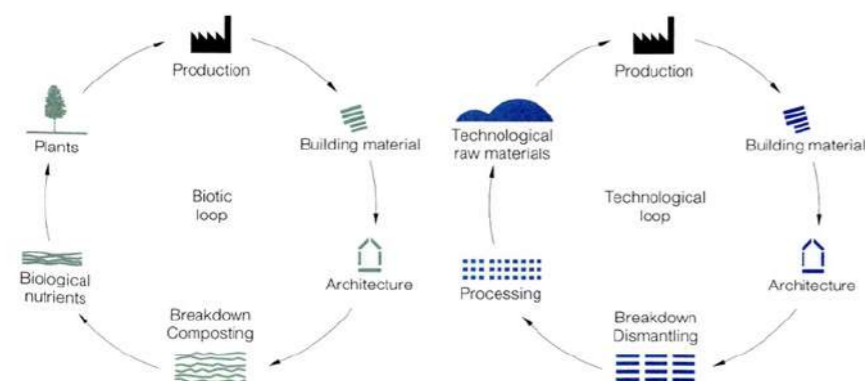 Production
Building material
Architecture
Breakdown
Composting
Biological
nutrients
Plants
Biotic
loop
Production
Building material
Architecture
Breakdown
Dismantling
Processing
Technological
raw materials
Technological
loop